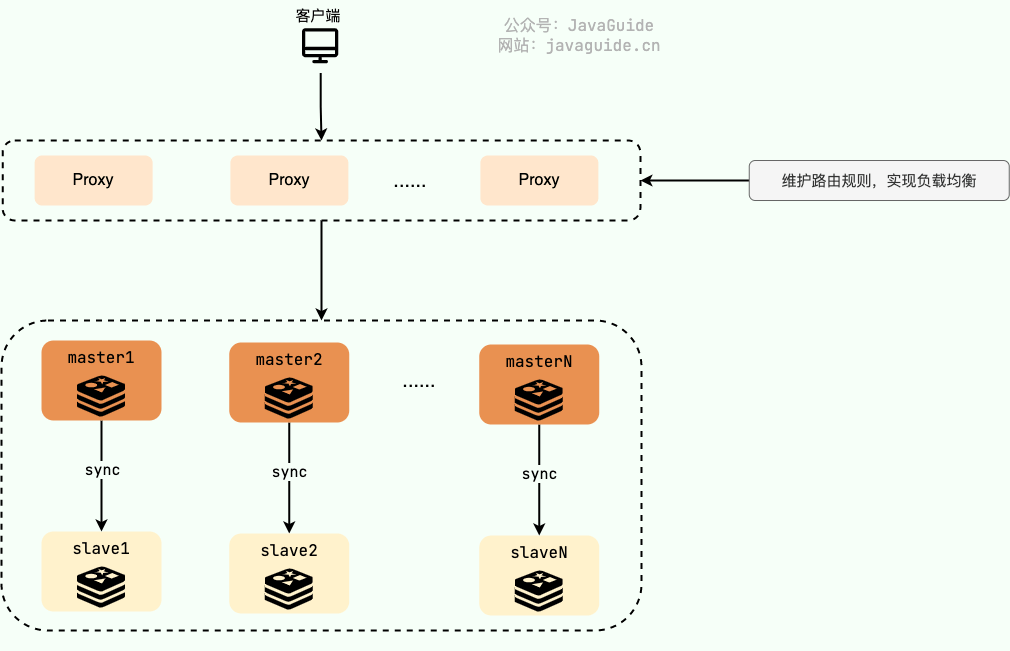 客户端
公众号：JavaGuide
网站：javaguide.cn
Proxy
Proxy
......
Proxy
维护路由规则，实现负载均衡
master1
master2
......
masterN
sync
sync
sync
slave1
slave2
slaveN